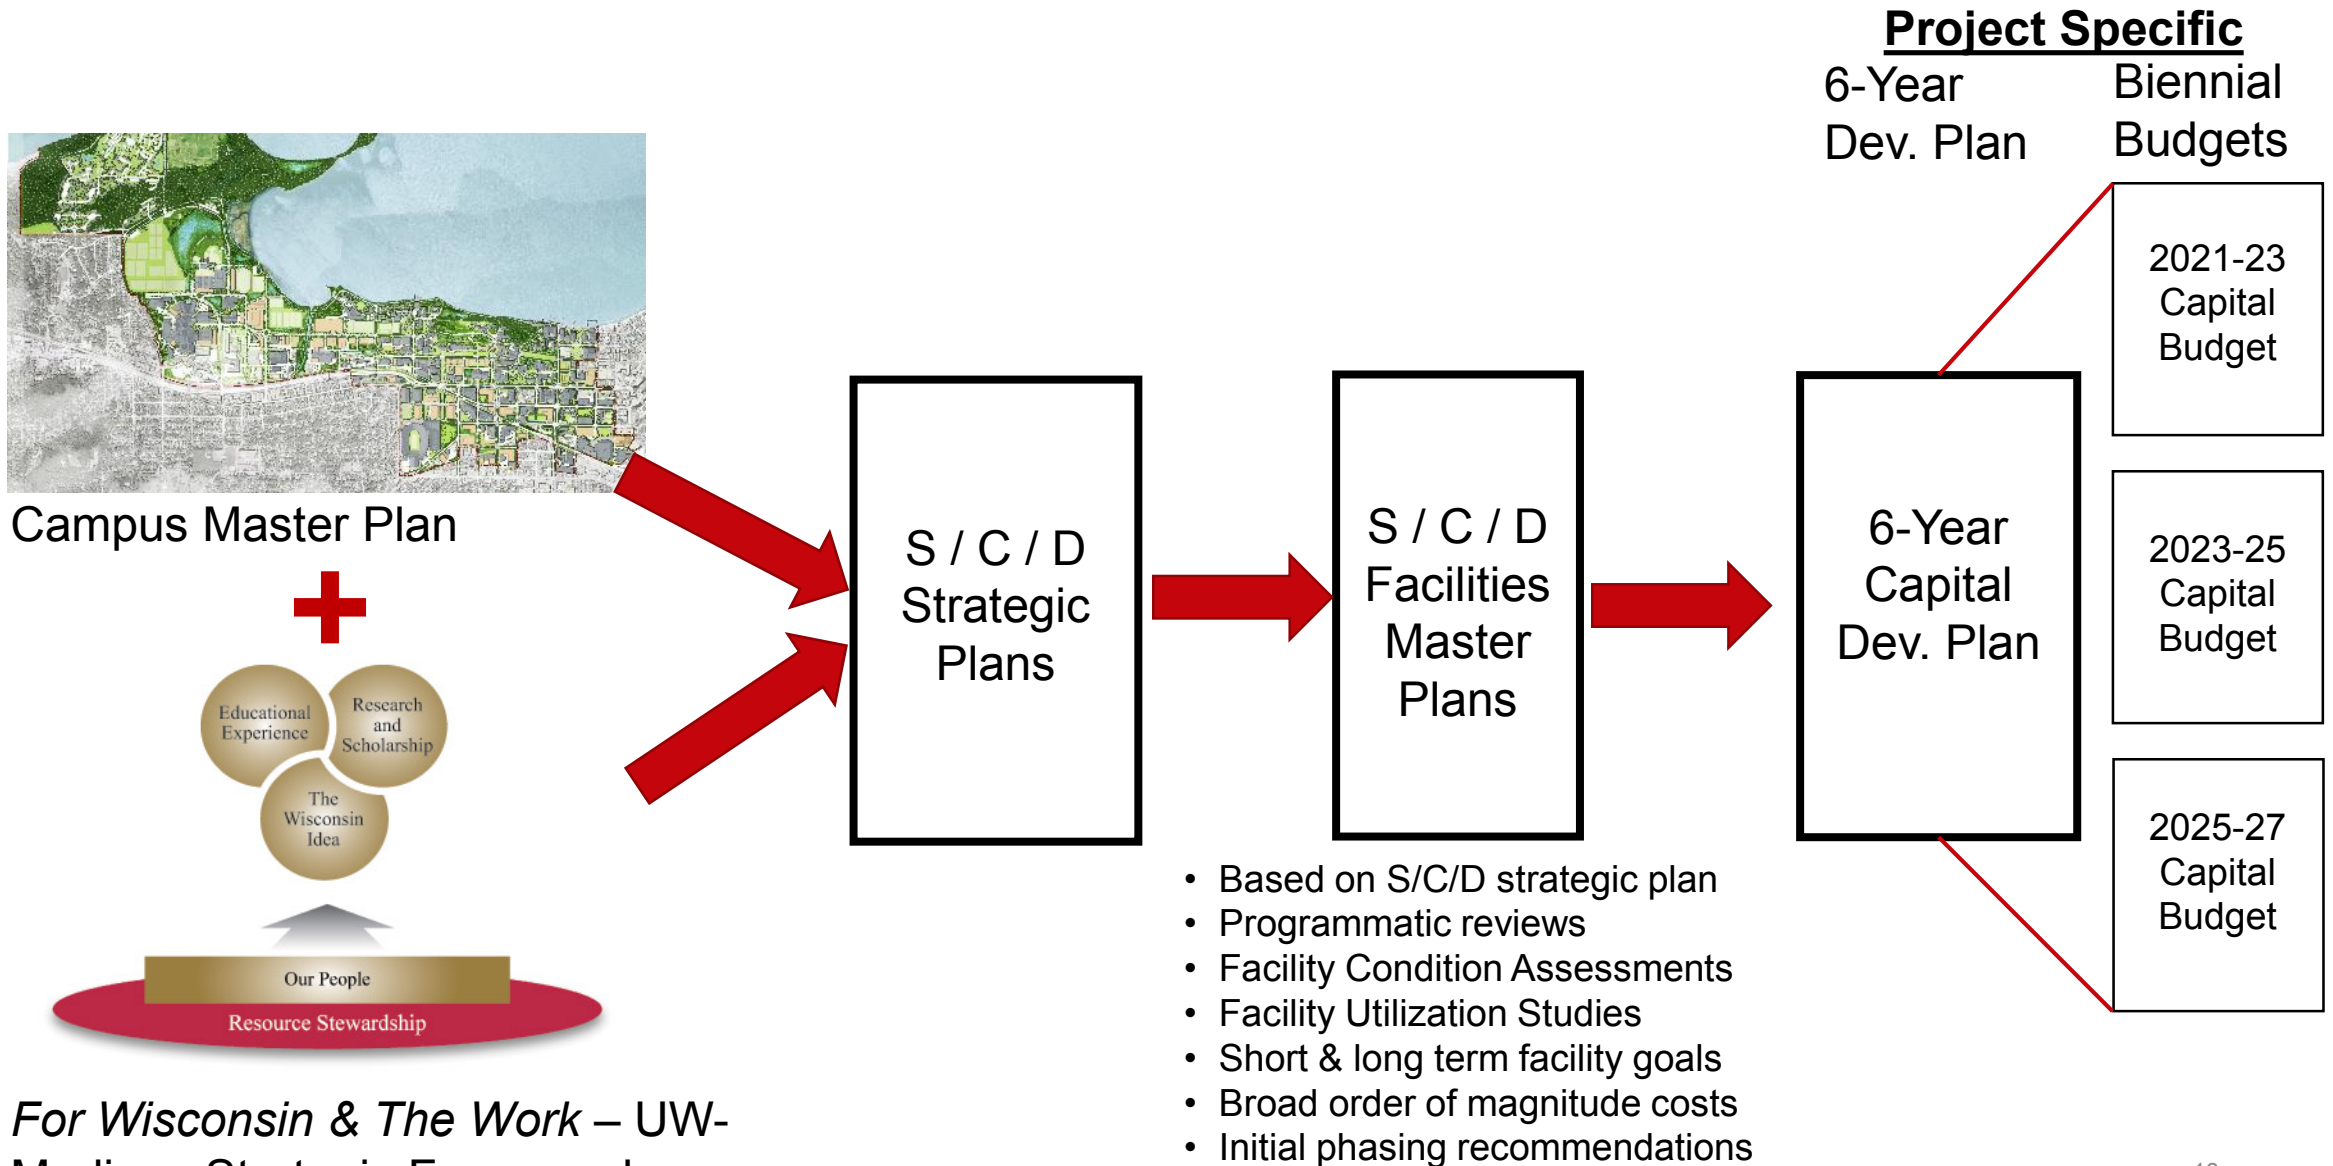 Project Specific
6-Year
Dev. Plan
Biennial
Budgets
Campus Master Plan
Educational
Experience
Research
and
Scholarship
The
Wisconsin
Idea
Our People
Resource Stewardship
For Wisconsin & The Work – UW-
S / C / D
Strategic
Plans
S / C / D
Facilities
Master
Plans
• Based on S/C/D strategic plan
• Programmatic reviews
• Facility Condition Assessments
• Facility Utilization Studies
• Short & long term facility goals
• Broad order of magnitude costs
• Initial phasing recommendations
6-Year
Capital
Dev. Plan
2021-23
Capital
Budget
2023-25
Capital
Budget
2025-27
Capital
Budget